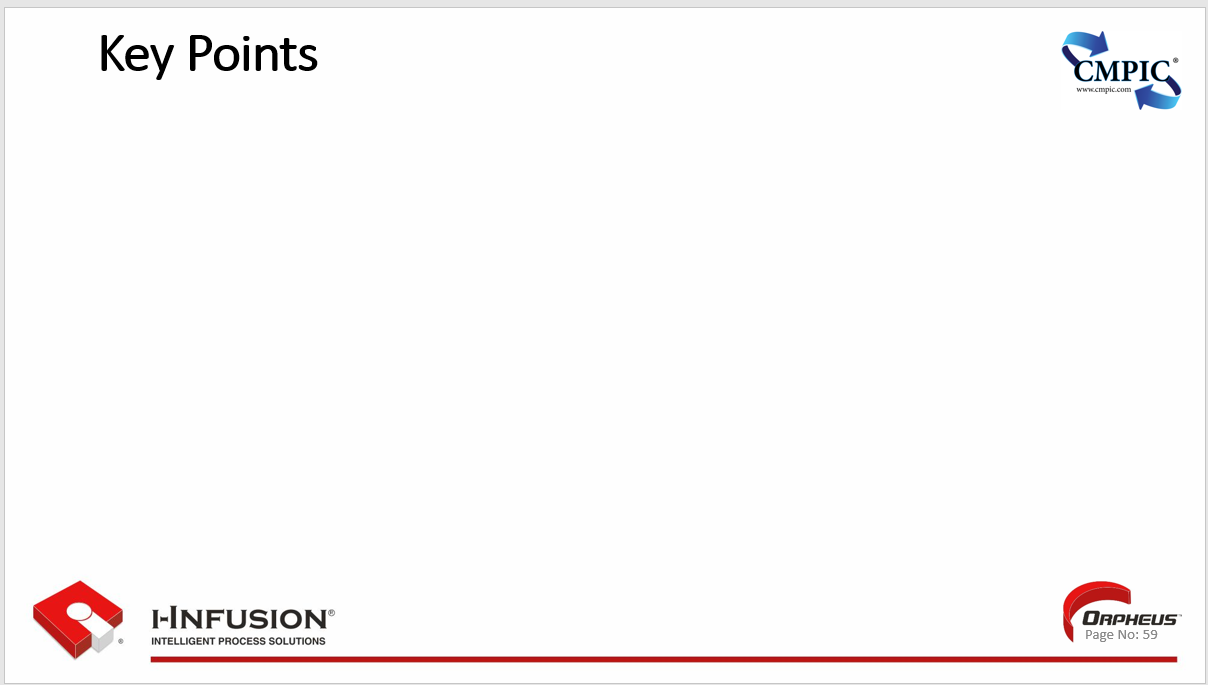 Key Points
CMPIC®
www.cmpic.com
I-INFUSION®
INTELLIGENT PROCESS SOLUTIONS
®
ORPHEUS™
Page No: 59